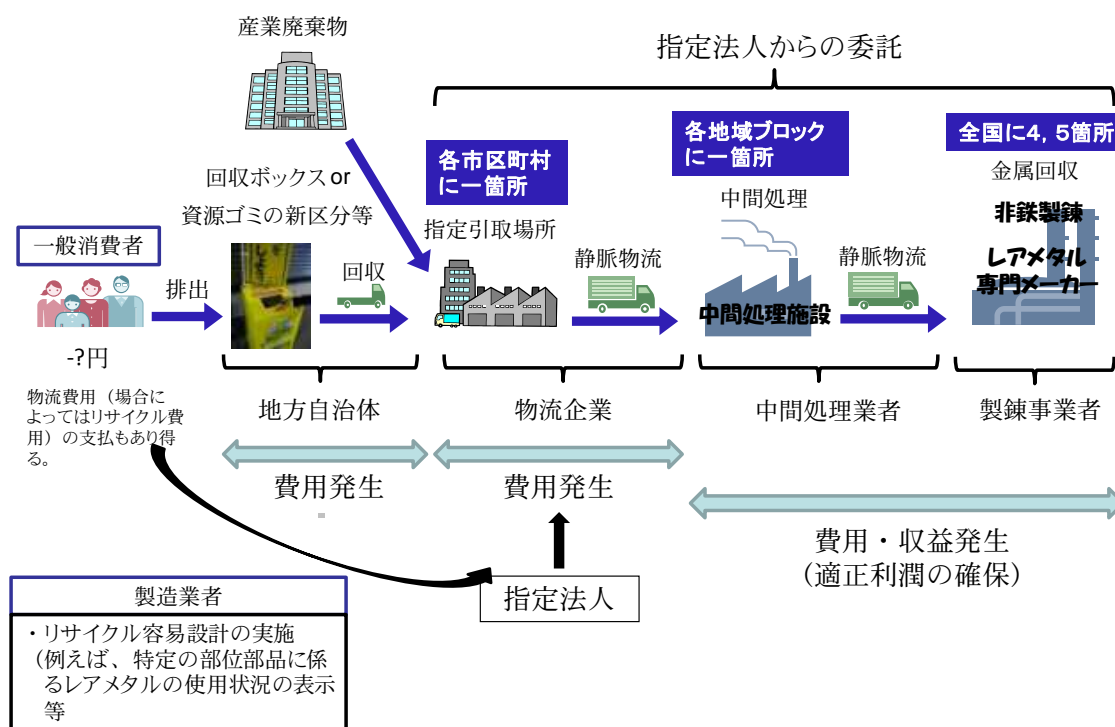 産業廃棄物
指定法人からの委託
各市区町村
に一箇所
各地域ブロック
に一箇所
全国に4, 5箇所
回収ボックス or
資源ゴミの新区分等
指定引取場所
中間処理
金属回収
非鉄製錬
レアメタル
専門メーカー
一般消費者
排出
回収
静脈物流
中間処理施設
静脈物流
-?円
物流費用（場合に
よってはリサイクル費
用）の支払もあり得
る。
地方自治体
物流企業
中間処理業者
製錬事業者
費用発生
費用発生
費用・収益発生
(適正利潤の確保)
指定法人
製造業者
・リサイクル容易設計の実施
(例えば、特定の部位部品に係
るレアメタルの使用状況の表示
等